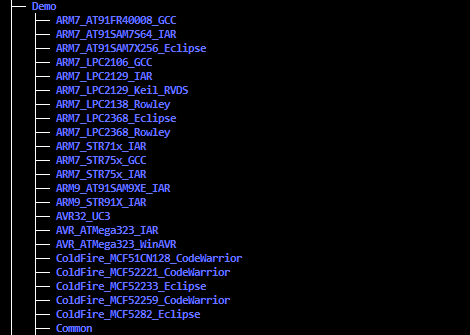 Demo
ARM7_AT91FR40008_GCC
ARM7_AT91SAM7S64_IAR
ARM7_AT91SAM7X256_Eclipse
ARM7_LPC2106_GCC
ARM7_LPC2129_IAR
ARM7_LPC2129_Keil_RVDS
ARM7_LPC2138_Rowley
ARM7_LPC2368_Eclipse
ARM7_LPC2368_Rowley
ARM7_STR71x_IAR
ARM7_STR75x_GCC
ARM7_STR75x_IAR
ARM9_AT91SAM9XE_IAR
ARM9_STR91X_IAR
AVR32_UC3
AVR_ATMega323_IAR
AVR_ATMega323_WinAVR
ColdFire_MCF51CN128_CodeWarrior
ColdFire_MCF52221_CodeWarrior
ColdFire_MCF52233_Eclipse
ColdFire_MCF52259_CodeWarrior
ColdFire_MCF5282_Eclipse
Common